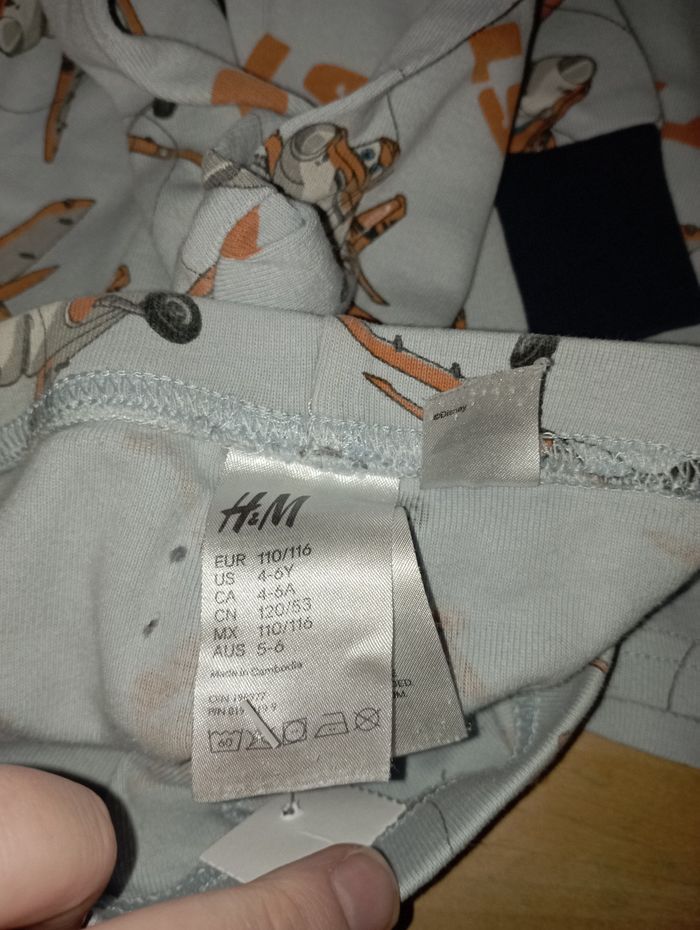 ©Disney
H&M
EUR 110/116
US 4-6Y
CA 4-6A
CN 120/53
MX 110/116
AUS 5-6
Made in Cambodia
60